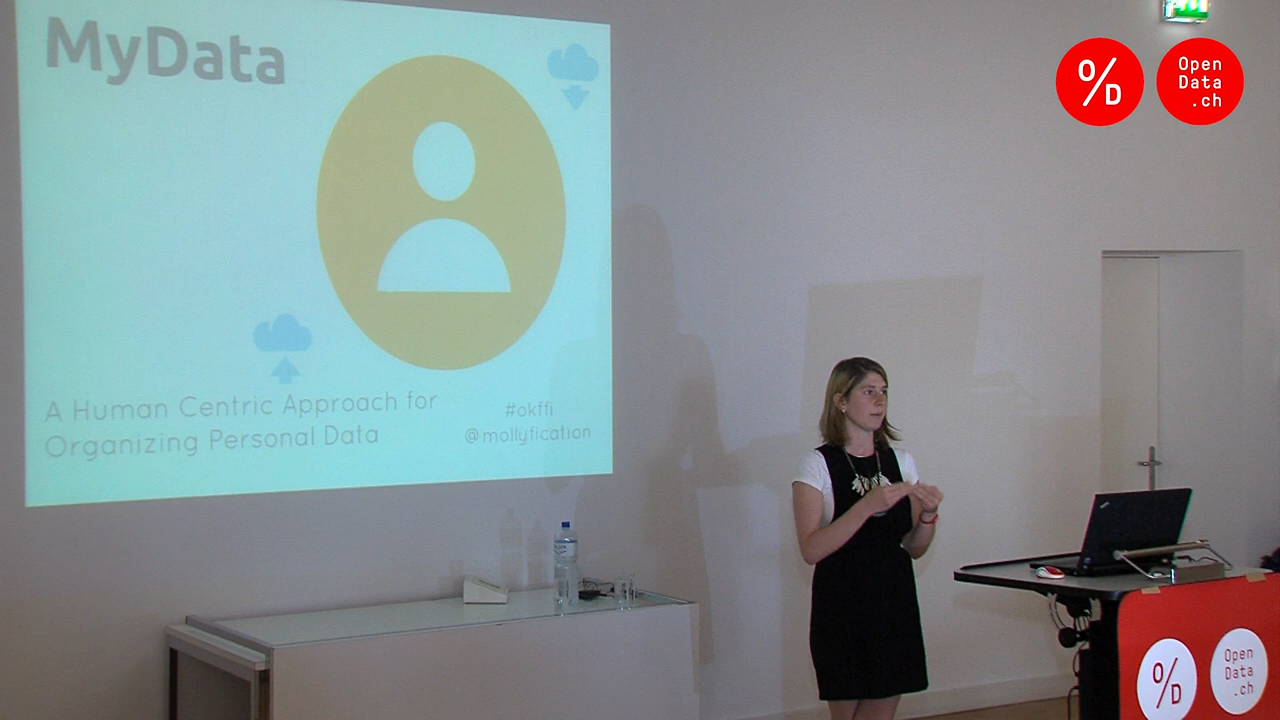 MyData
A Human Centric Approach for
Organizing Personal Data
#okffi
@mollyfication
O/D
Open
Data
.ch
O/D
Open
Data
.ch